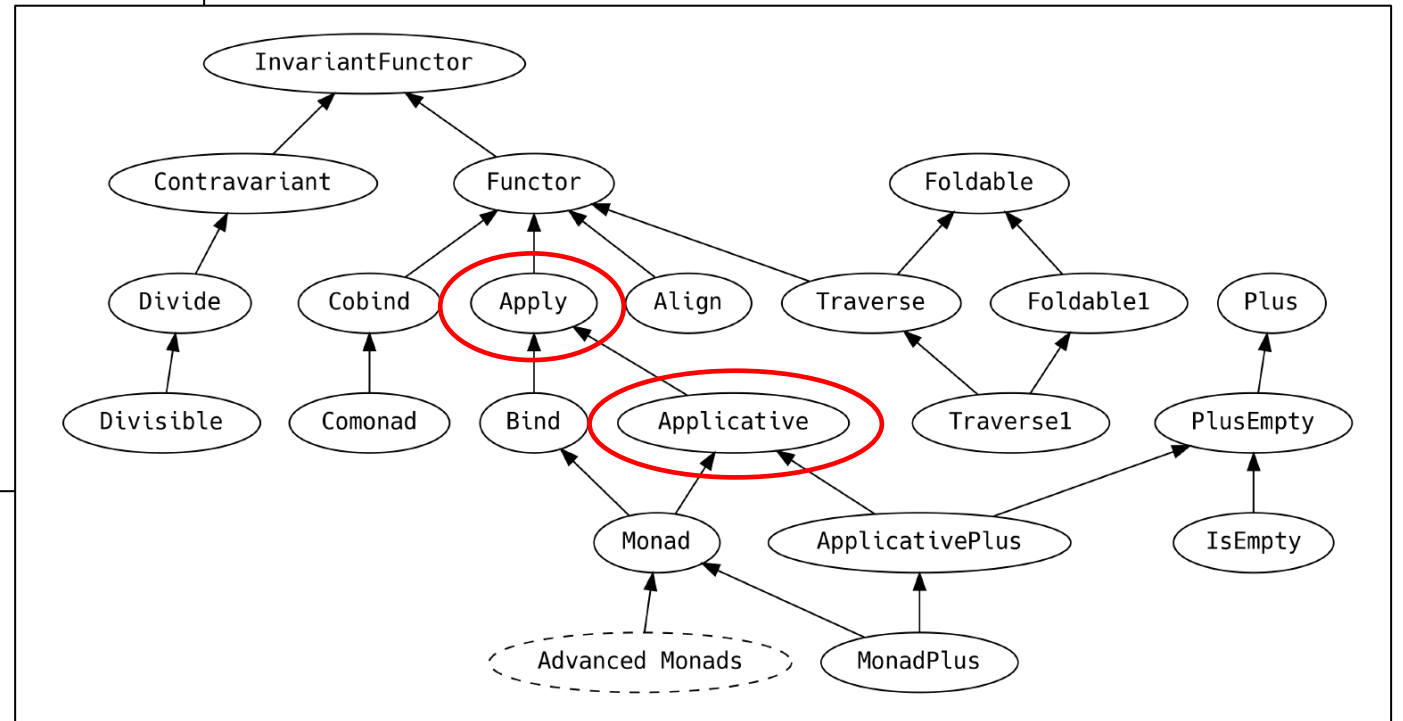 InvariantFunctor
Contravariant
Functor
Foldable
Divide
Cobind
Apply
Align
Traverse
Foldable1
Plus
Divisible
Comonad
Bind
Applicative
Traverse1
PlusEmpty
Monad
ApplicativePlus
IsEmpty
Advanced Monads
MonadPlus